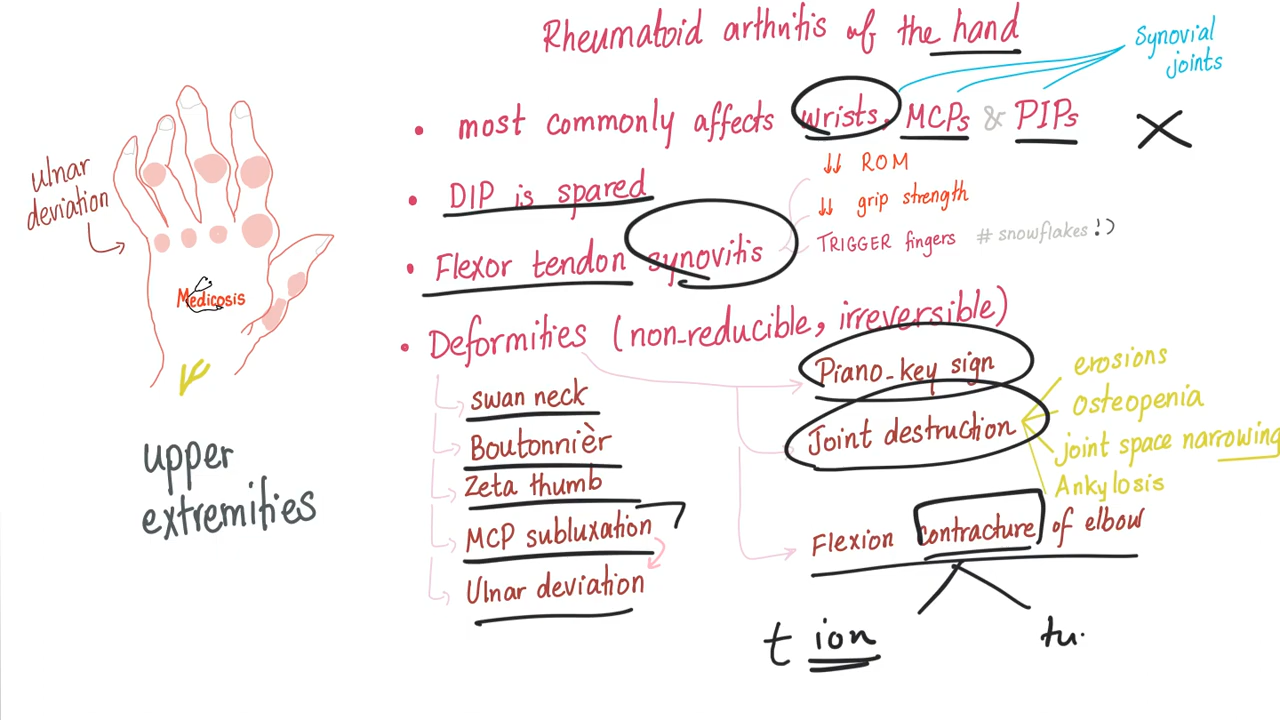 Rheumatoid arthritis of the hand
Synovial
joints
• most commonly affects wrists, MCPs & PIPs
• DIP is spared
↓↓ ROM
↓↓ grip strength
TRIGGER fingers #snowflakes :)
• Flexor tendon synovitis
ulnar
deviation
Medicosis
upper
extremities
• Deformities (non-reducible, irreversible)
swan neck
Boutonnièr
Zeta thumb
MCP subluxation
Ulnar deviation
Piano-key sign
Joint destruction
erosions
osteopenia
joint space narrowing
Ankylosis
Flexion contracture of elbow
tion
tu